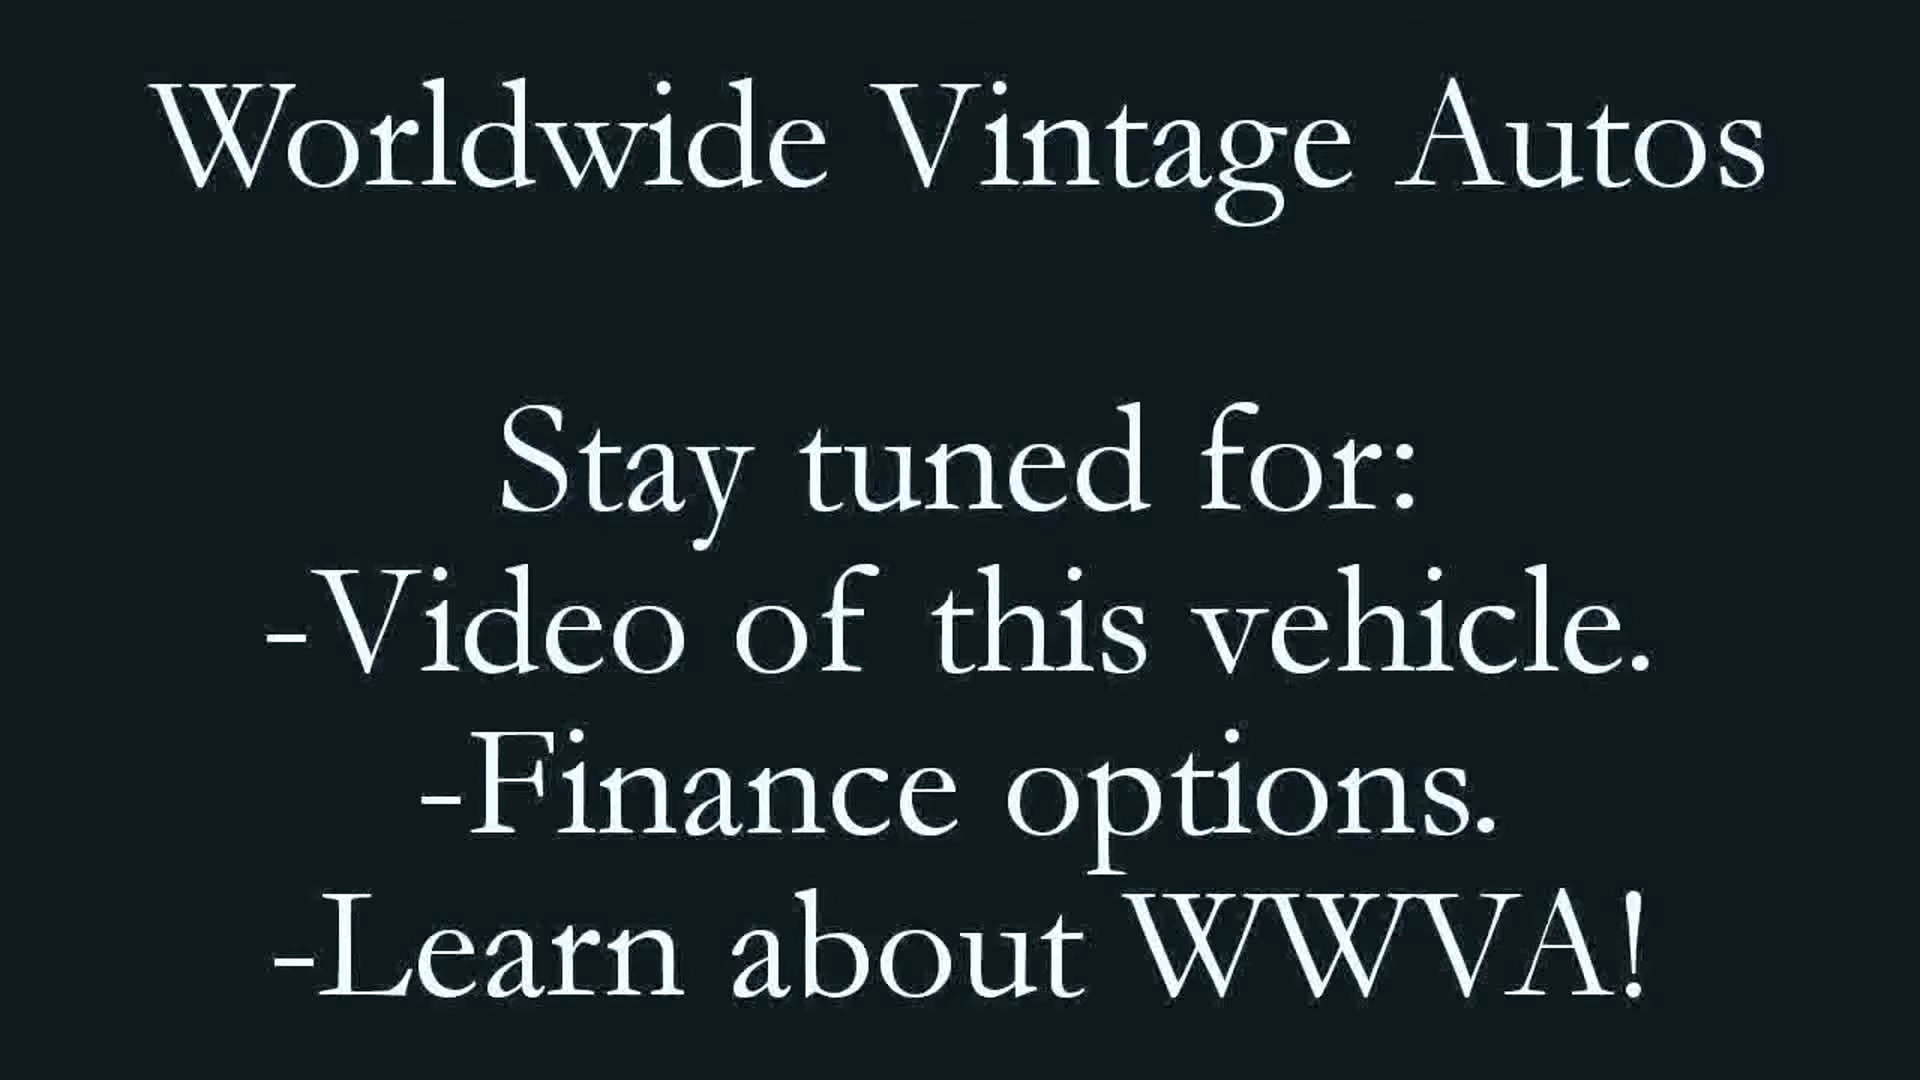 Worldwide Vintage Autos
Stay tuned for:
-Video of this vehicle.
-Finance options.
-Learn about WWVA!